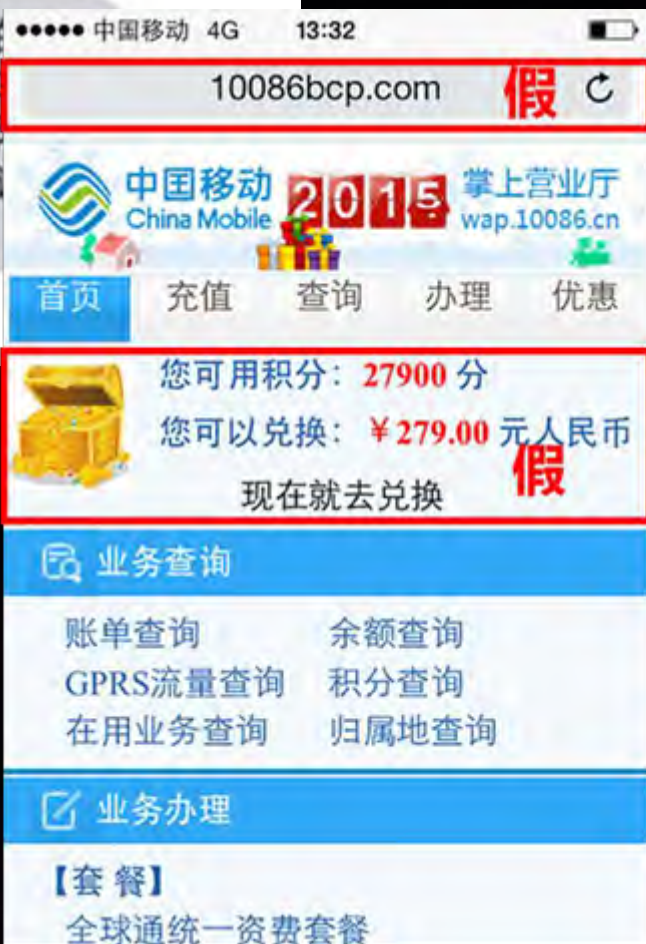 中国移动 4G 13:32
10086bcp.com 假
中国移动 2015 掌上营业厅
China Mobile wap.10086.cn
首页 充值 查询 办理 优惠
您可用积分：27900 分
您可以兑换：￥279.00 元人民币
假
现在就去兑换
业务查询
账单查询 余额查询
GPRS流量查询 积分查询
在用业务查询 归属地查询
业务办理
【套 餐】
全球通统一资费套餐